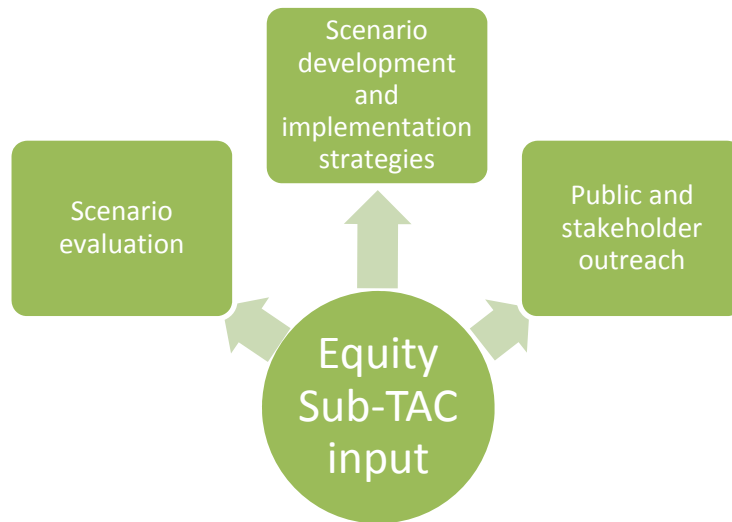 Scenario
development
and
implementation
strategies
Scenario
evaluation
Public and
stakeholder
outreach
Equity
Sub-TAC
input